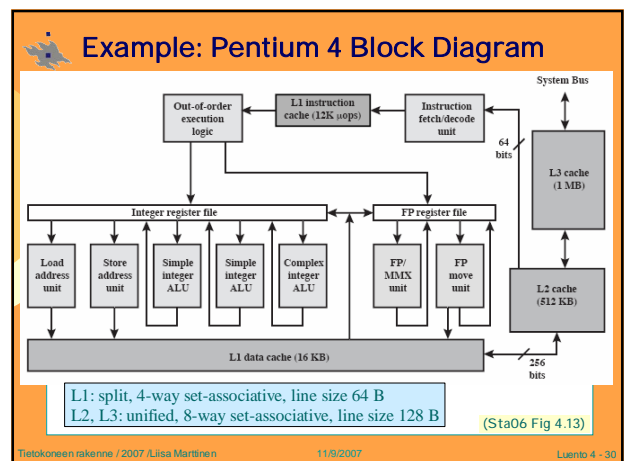 Example: Pentium 4 Block Diagram
System Bus
Out-of-order
execution
logic
L1 instruction
cache (12K µops)
Instruction
fetch/decode
unit
64
bits
L3 cache
(1 MB)
Integer register file
FP register file
Load
address
unit
Store
address
unit
Simple
integer
ALU
Simple
integer
ALU
Complex
integer
ALU
FP/
MMX
unit
FP
move
unit
L2 cache
(512 KB)
L1 data cache (16 KB)
256
bits
L1: split, 4-way set-associative, line size 64 B
L2, L3: unified, 8-way set-associative, line size 128 B
(Sta06 Fig 4.13)
Tietokoneen rakenne / 2007 /Liisa Marttinen
11/9/2007
Luento 4 - 30